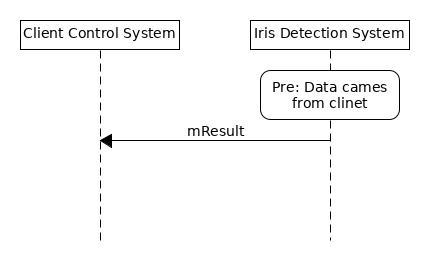 Client Control System
Iris Detection System
Pre: Data cames
from clinet
mResult